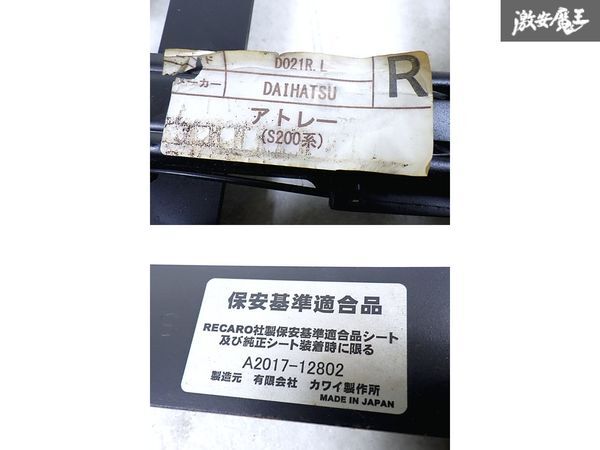 激安魔王
ード D021R.L
メーカー DAIHATSU
R
アトレー
(S200系)
保安基準適合品
RECARO社製保安基準適合品シート
及び純正シート装着時に限る
A2017-12802
製造元 有限会社 カワイ製作所
MADE IN JAPAN